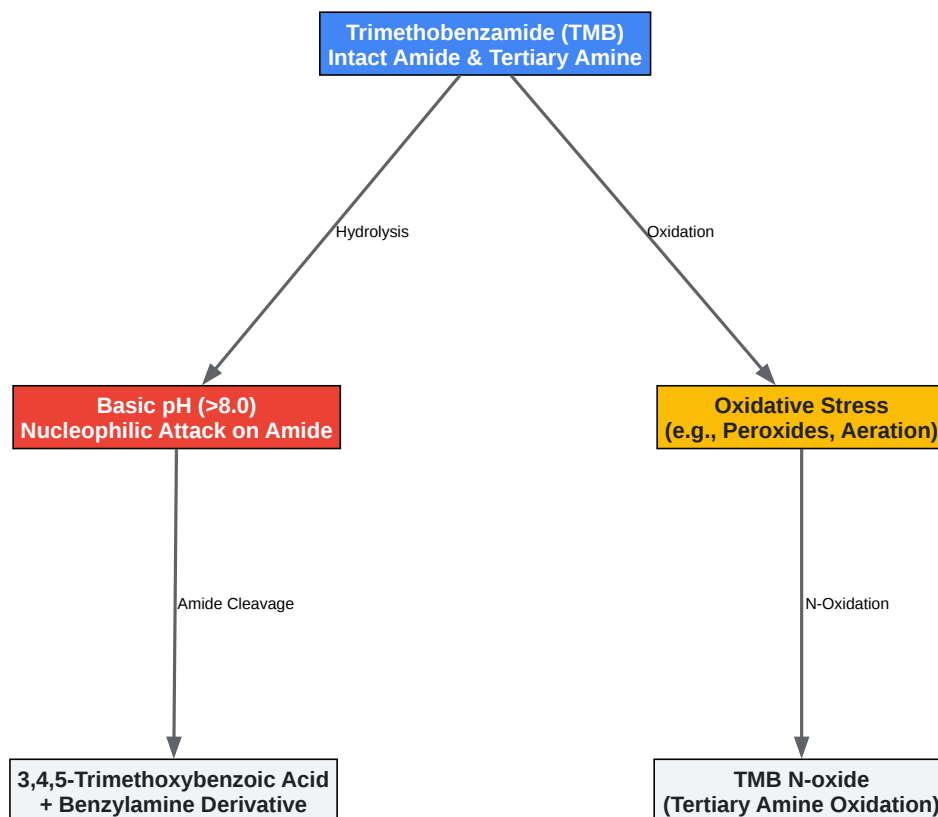 Trimethobenzamide (TMB)
Intact Amide & Tertiary Amine
Hydrolysis
Oxidation
Basic pH (>8.0)
Nucleophilic Attack on Amide
Oxidative Stress
(e.g., Peroxides, Aeration)
Amide Cleavage
N-Oxidation
3,4,5-Trimethoxybenzoic Acid
+ Benzylamine Derivative
TMB N-oxide
(Tertiary Amine Oxidation)